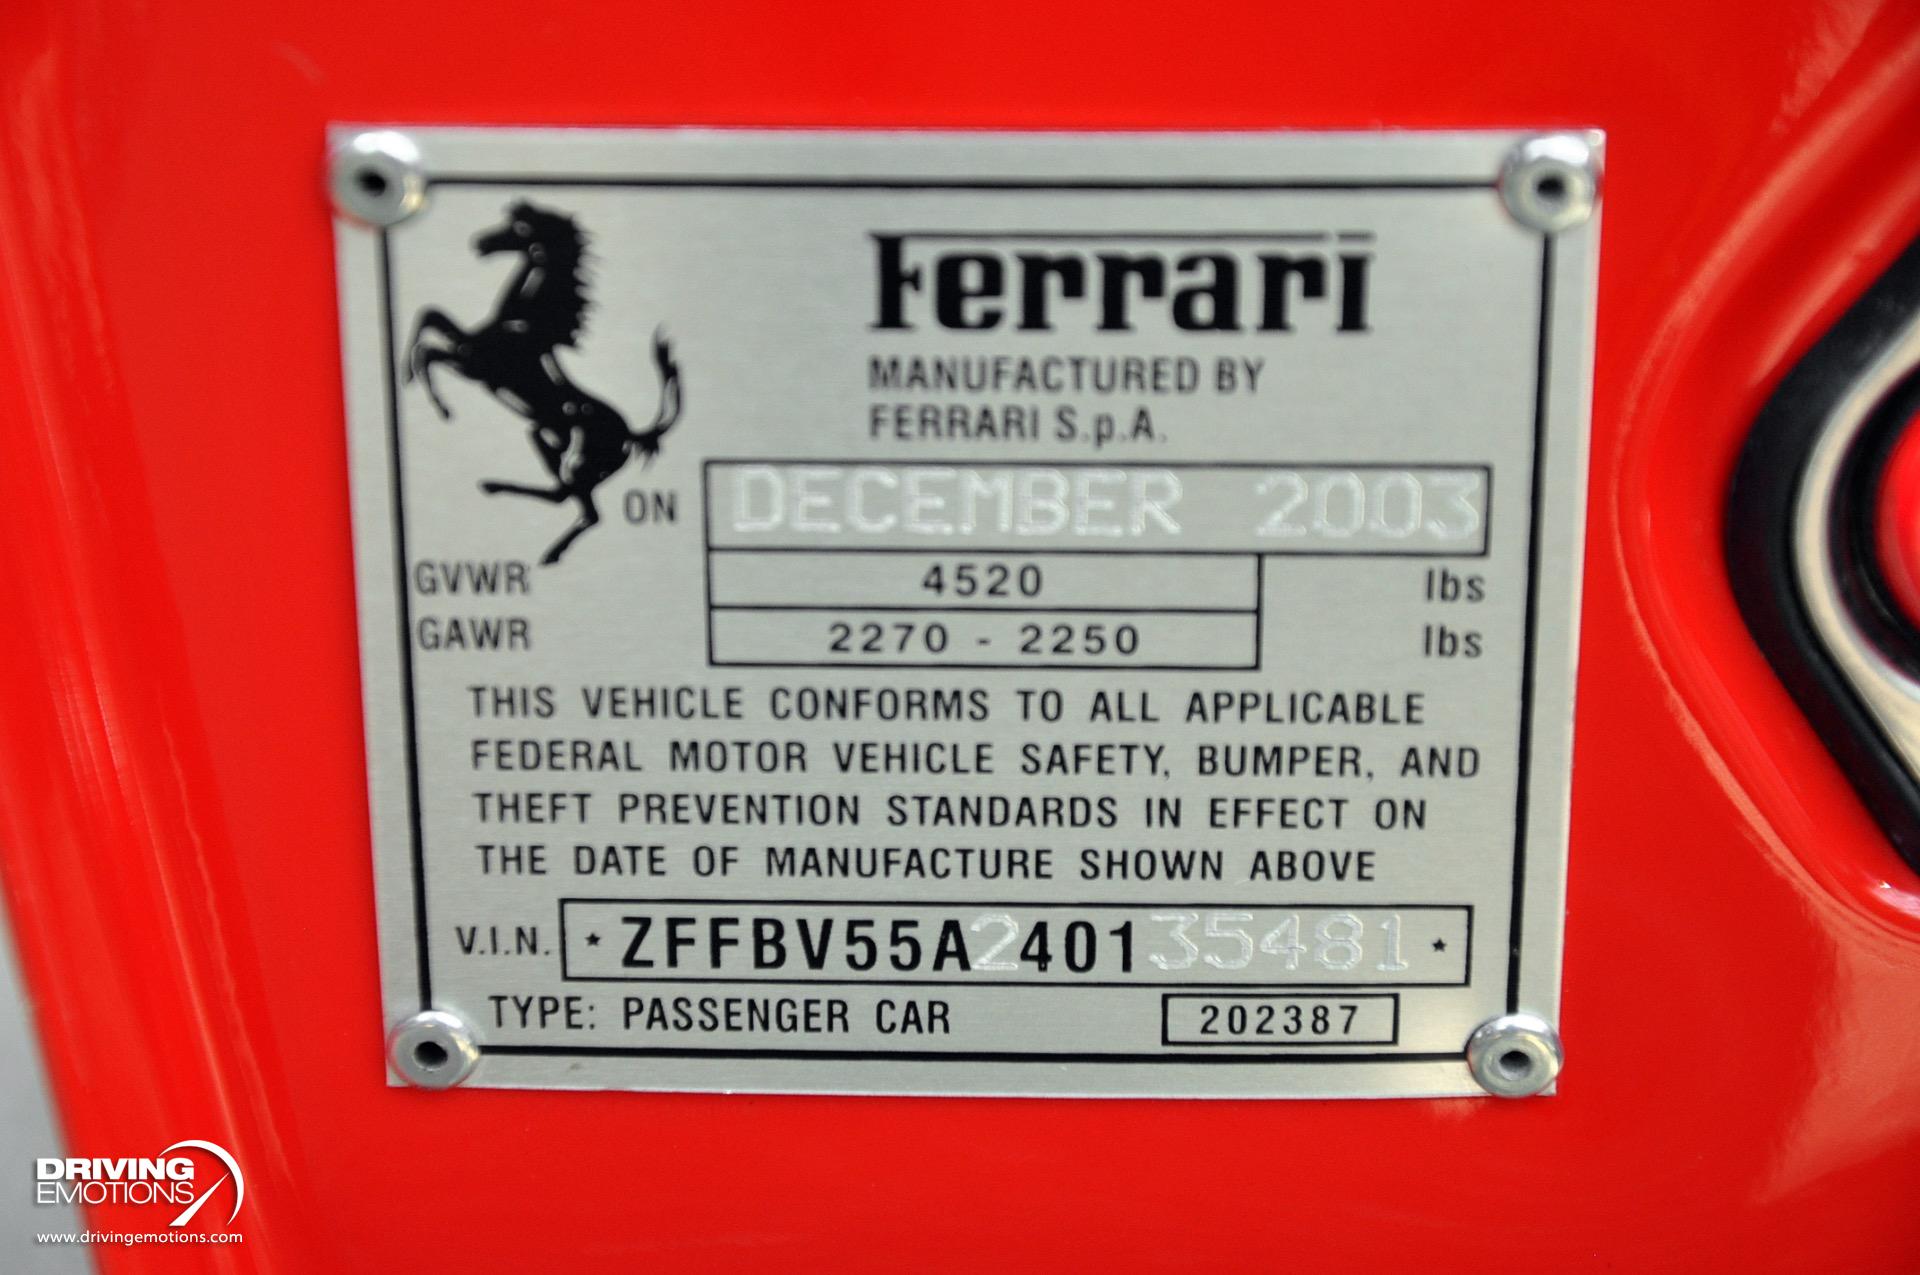 Ferrari
MANUFACTURED BY
FERRARI S.p.A.
ON DECEMBER 2003
GVWR 4520 lbs
GAWR 2270 - 2250 lbs
THIS VEHICLE CONFORMS TO ALL APPLICABLE
FEDERAL MOTOR VEHICLE SAFETY, BUMPER, AND
THEFT PREVENTION STANDARDS IN EFFECT ON
THE DATE OF MANUFACTURE SHOWN ABOVE
V.I.N. * ZFFBV55A240135481 *
TYPE: PASSENGER CAR 202387
DRIVING
EMOTIONS
www.drivingemotions.com